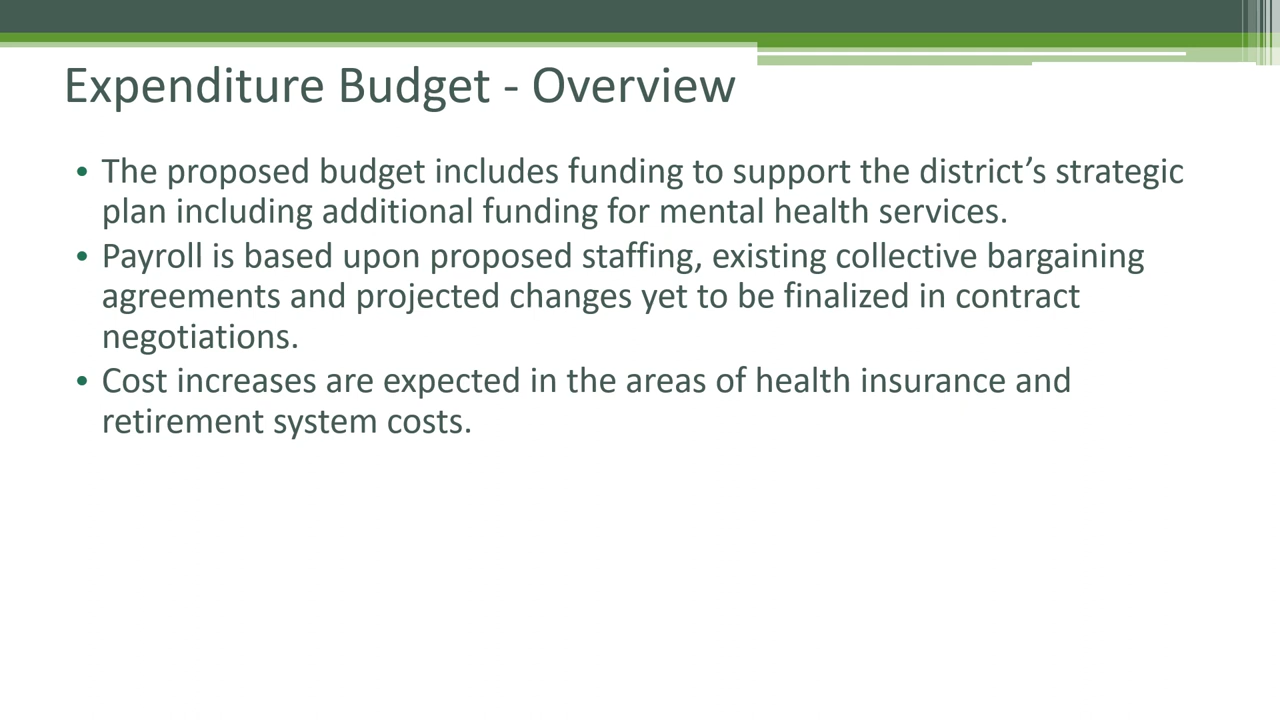 Expenditure Budget - Overview
• The proposed budget includes funding to support the district’s strategic
plan including additional funding for mental health services.
• Payroll is based upon proposed staffing, existing collective bargaining
agreements and projected changes yet to be finalized in contract
negotiations.
• Cost increases are expected in the areas of health insurance and
retirement system costs.